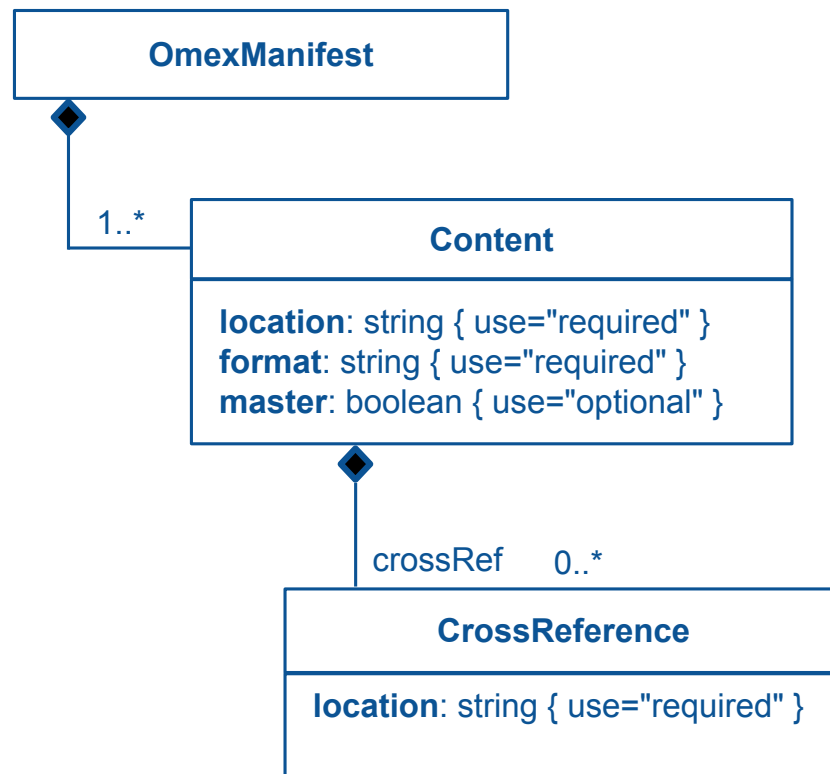 OmexManifest
1..*
Content
location: string { use="required" }
format: string { use="required" }
master: boolean { use="optional" }
crossRef 0..*
CrossReference
location: string { use="required" }